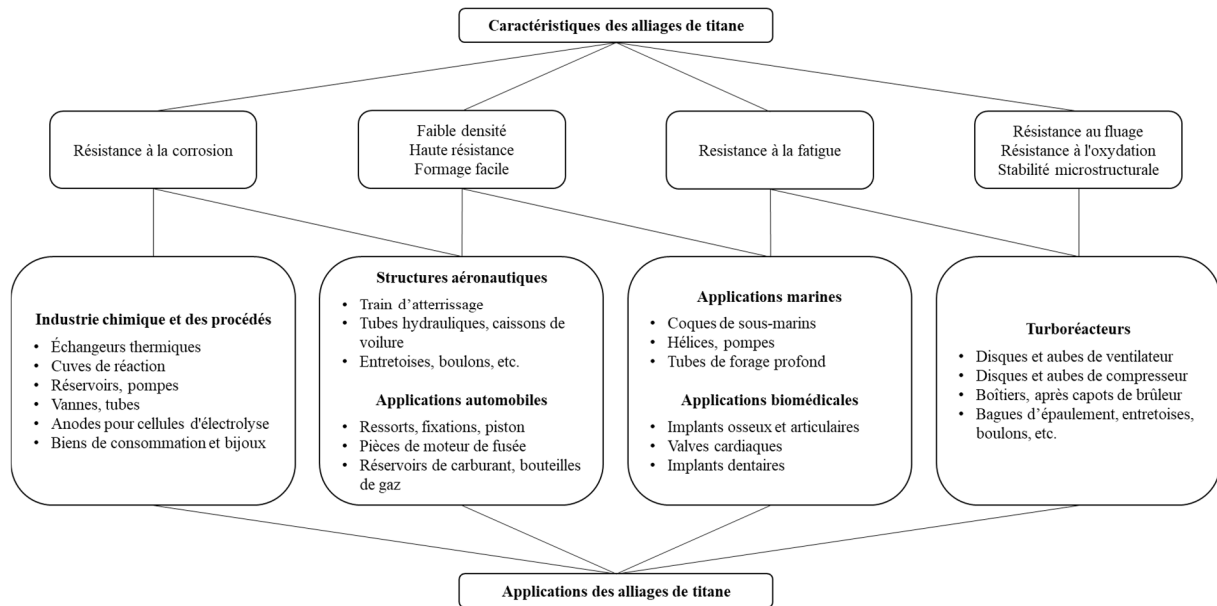 Caractéristiques des alliages de titane
Résistance à la corrosion
Faible densité
Haute résistance
Formage facile
Resistance à la fatigue
Résistance au fluage
Résistance à l'oxydation
Stabilité microstructurale
Industrie chimique et des procédés
• Échangeurs thermiques
• Cuves de réaction
• Réservoirs, pompes
• Vannes, tubes
• Anodes pour cellules d'électrolyse
• Biens de consommation et bijoux
Structures aéronautiques
• Train d’atterrissage
• Tubes hydrauliques, caissons de
voilure
• Entretoises, boulons, etc.
Applications automobiles
• Ressorts, fixations, piston
• Pièces de moteur de fusée
• Réservoirs de carburant, bouteilles
de gaz
Applications marines
• Coques de sous-marins
• Hélices, pompes
• Tubes de forage profond
Applications biomédicales
• Implants osseux et articulaires
• Valves cardiaques
• Implants dentaires
Turboréacteurs
• Disques et aubes de ventilateur
• Disques et aubes de compresseur
• Boîtiers, après capots de brûleur
• Bagues d’épaulement, entretoises,
boulons, etc.
Applications des alliages de titane